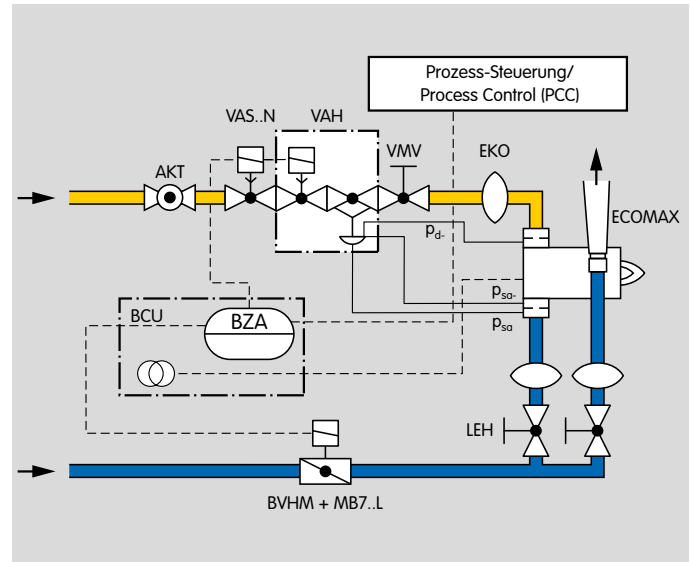 Prozess-Steuerung/
Process Control (PCC)
VAS..N
VAH
VMV
EKO
AKT
ECOMAX
pd-
psa-
psa
BCU
BZA
LEH
BVHM + MB7..L